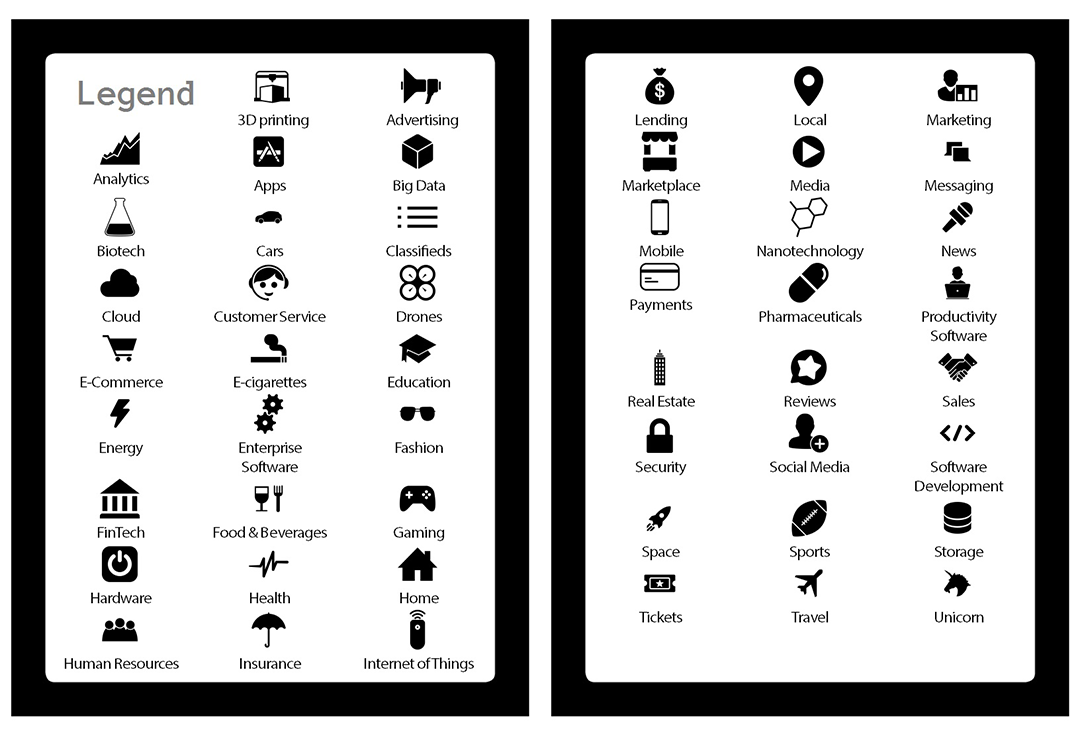 Legend
3D printing
Advertising
Analytics
Apps
Big Data
Biotech
Cars
Classifieds
Cloud
Customer Service
Drones
E-Commerce
E-cigarettes
Education
Energy
Enterprise
Software
Fashion
FinTech
Food & Beverages
Gaming
Hardware
Health
Home
Human Resources
Insurance
Internet of Things
$
Lending
Local
Marketing
Marketplace
Media
Messaging
Mobile
Nanotechnology
News
Payments
Pharmaceuticals
Productivity
Software
Real Estate
Reviews
Sales
Security
Social Media
</>
Software
Development
Space
Sports
Storage
Tickets
Travel
Unicorn